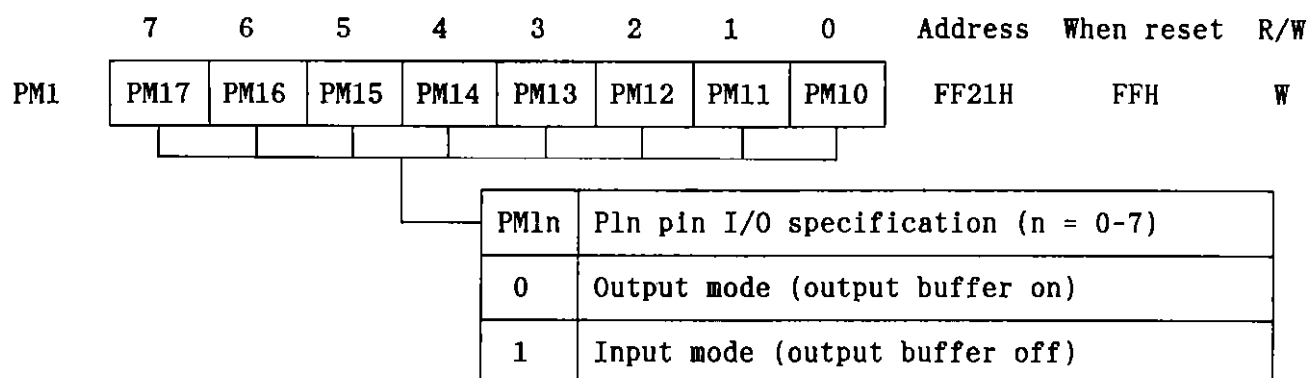 7 6 5 4 3 2 1 0 Address When reset R/W
PM1 PM17 PM16 PM15 PM14 PM13 PM12 PM11 PM10 FF21H FFH W
PM1n P1n pin I/O specification (n = 0-7)
0 Output mode (output buffer on)
1 Input mode (output buffer off)